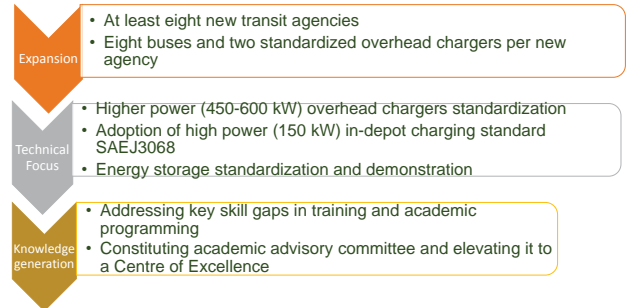 • At least eight new transit agencies
• Eight buses and two standardized overhead chargers per new
agency
Expansion
• Higher power (450-600 kW) overhead chargers standardization
• Adoption of high power (150 kW) in-depot charging standard
SAEJ3068
• Energy storage standardization and demonstration
Technical
Focus
• Addressing key skill gaps in training and academic
programming
• Constituting academic advisory committee and elevating it to
a Centre of Excellence
Knowledge
generation